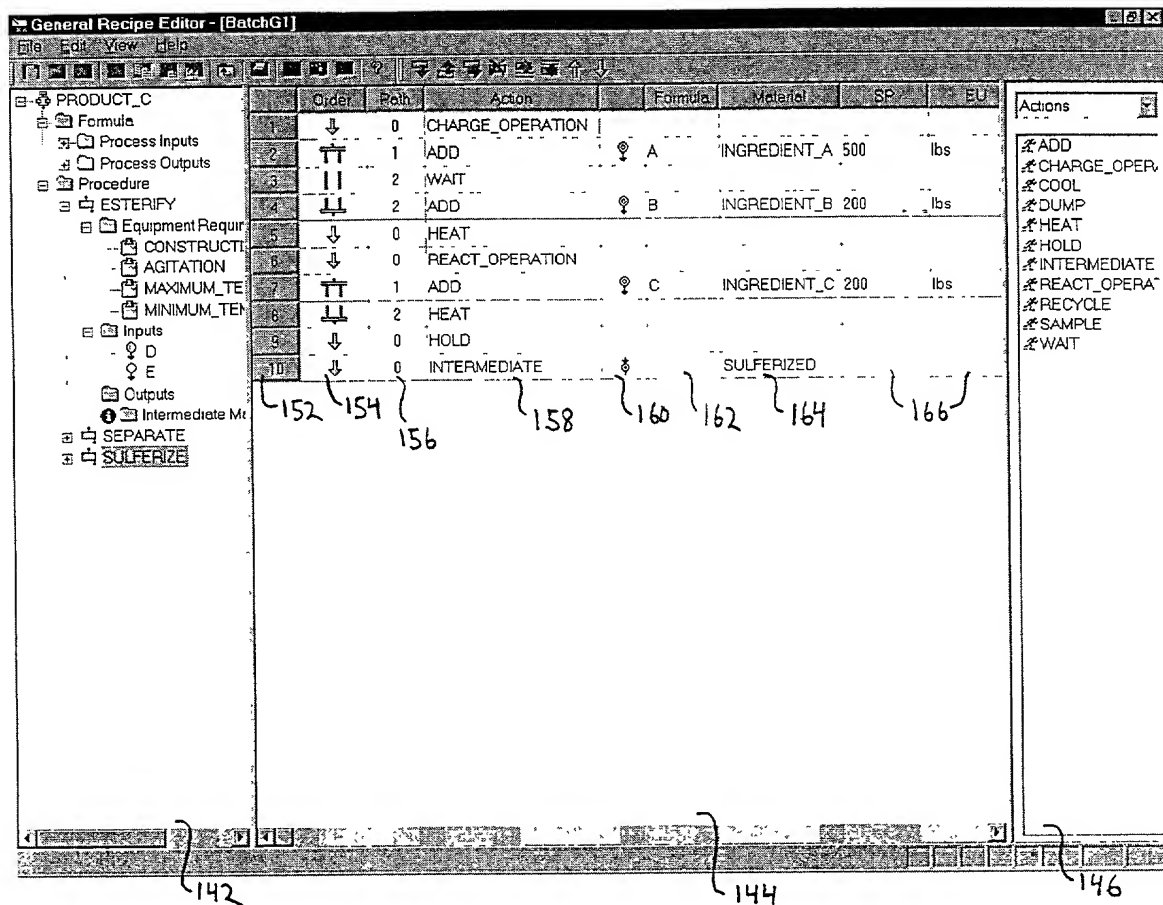 General Recipe Editor - [BatchG1]
File Edit View Help
PRODUCT_C
Formula
Process Inputs
Process Outputs
Procedure
ESTERIFY
Equipment Requir
CONSTRUCTI
AGITATION
MAXIMUM_TE
MINIMUM_TEM
Inputs
D
E
Outputs
Intermediate Ma
SEPARATE
SULFERIZE
Order Path Action Formula Material SP EU
1 0 CHARGE_OPERATION
2 1 ADD A INGREDIENT_A 500 lbs
3 2 WAIT
4 2 ADD B INGREDIENT_B 200 lbs
5 0 HEAT
6 0 REACT_OPERATION
7 1 ADD C INGREDIENT_C 200 lbs
8 2 HEAT
9 0 HOLD
10 0 INTERMEDIATE SULFERIZED
152 154 156 158 160 162 164 166
Actions
ADD
CHARGE_OPER
COOL
DUMP
HEAT
HOLD
INTERMEDIATE
REACT_OPERAT
RECYCLE
SAMPLE
WAIT
142 144 146